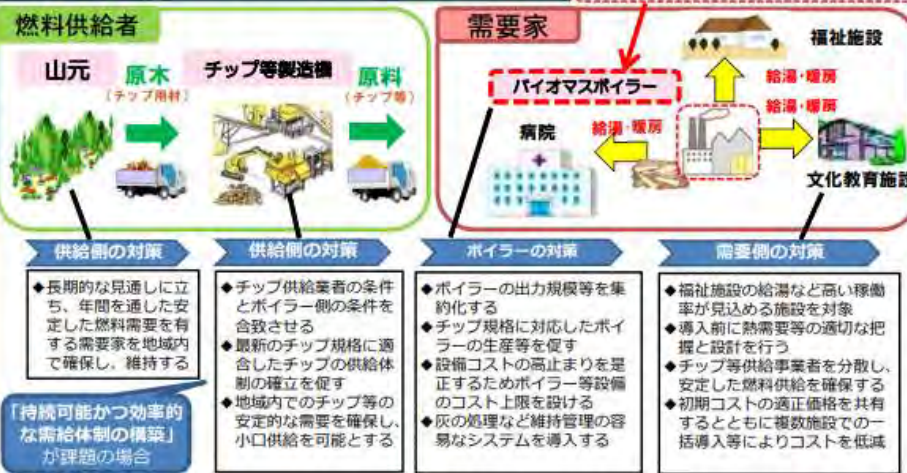 燃料供給者
山元
原木
(チップ用材)
チップ等製造機
原料
(チップ等)
需要家
福祉施設
給湯・暖房
バイオマスボイラー
給湯・暖房
病院
給湯・暖房
文化教育施設
供給側の対策
◆長期的な見通しに立
ち、年間を通した安
定した燃料需要を有
する需要家を地域内
で確保し、維持する
「持続可能かつ効率的
な需給体制の構築」
が課題の場合
供給側の対策
◆チップ供給業者の条件
とボイラー側の条件を
合致させる
◆最新のチップ規格に適
合したチップの供給体
制の確立を促す
◆地域内でのチップ等の
安定的な需要を確保し、
小口供給を可能とする
ボイラーの対策
◆ボイラーの出力規模等を集
約化する
◆チップ規格に対応したボイ
ラーの生産等を促す
◆設備コストの高止まりを是
正するためボイラー等設備
のコスト上限を設ける
◆灰の処理など維持管理の容
易なシステムを導入する
需要側の対策
◆福祉施設の給湯など高い稼働
率が見込める施設を対象
◆導入前に熱需要等の適切な把
握と設計を行う
◆チップ等供給事業者を分散し、
安定した燃料供給を確保する
◆初期コストの適正価格を共有
するとともに複数施設での一
括導入等によりコストを低減